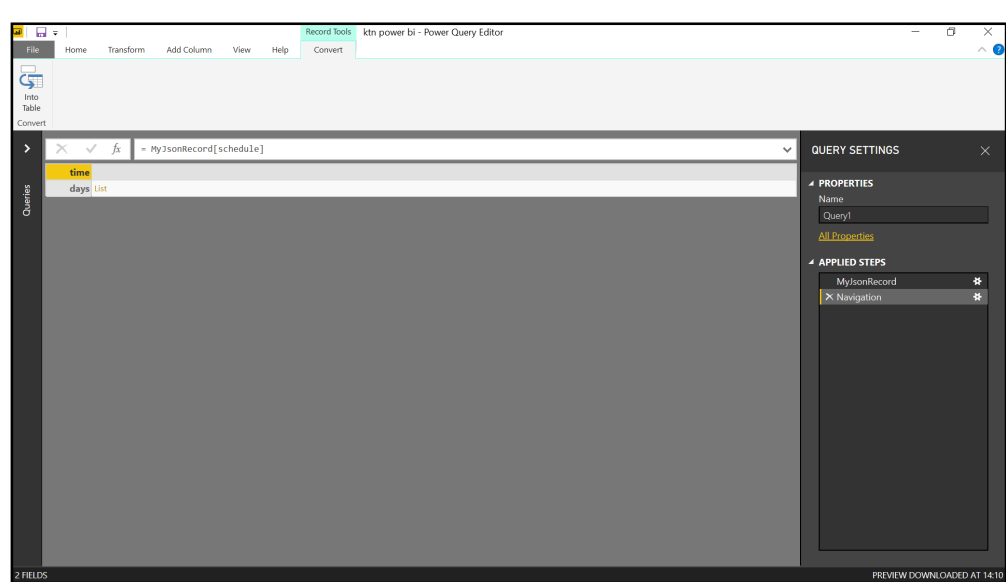 Record Tools ktn power bi - Power Query Editor
File Home Transform Add Column View Help Convert
Into
Table
Convert
fx = MyJsonRecord[schedule]
time
days List
Queries
QUERY SETTINGS
PROPERTIES
Name
Query1
All Properties
APPLIED STEPS
MyJsonRecord
Navigation
2 FIELDS
PREVIEW DOWNLOADED AT 14:10